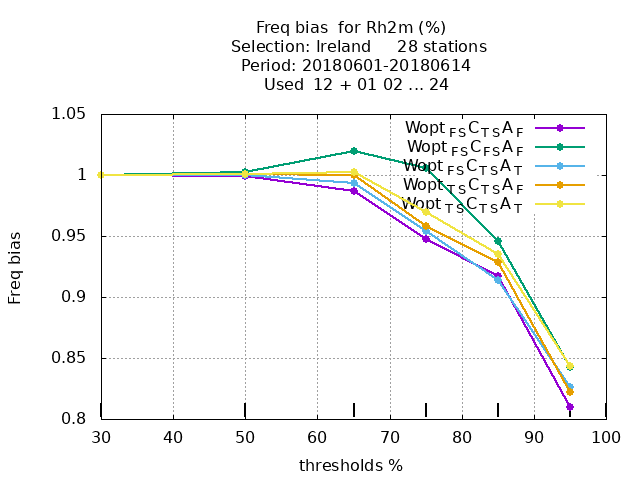 Freq bias  for Rh2m (%)
Selection: Ireland     28 stations
Period: 20180601-20180614
Used  12 + 01 02 ... 24
1.05
1
0.95
0.9
0.85
0.8
Freq bias
Wopt FS C TS A F
Wopt FS C FS A F
Wopt FS C TS A T
Wopt TS C TS A F
Wopt TS C TS A T
30 40 50 60 70 80 90 100
thresholds %